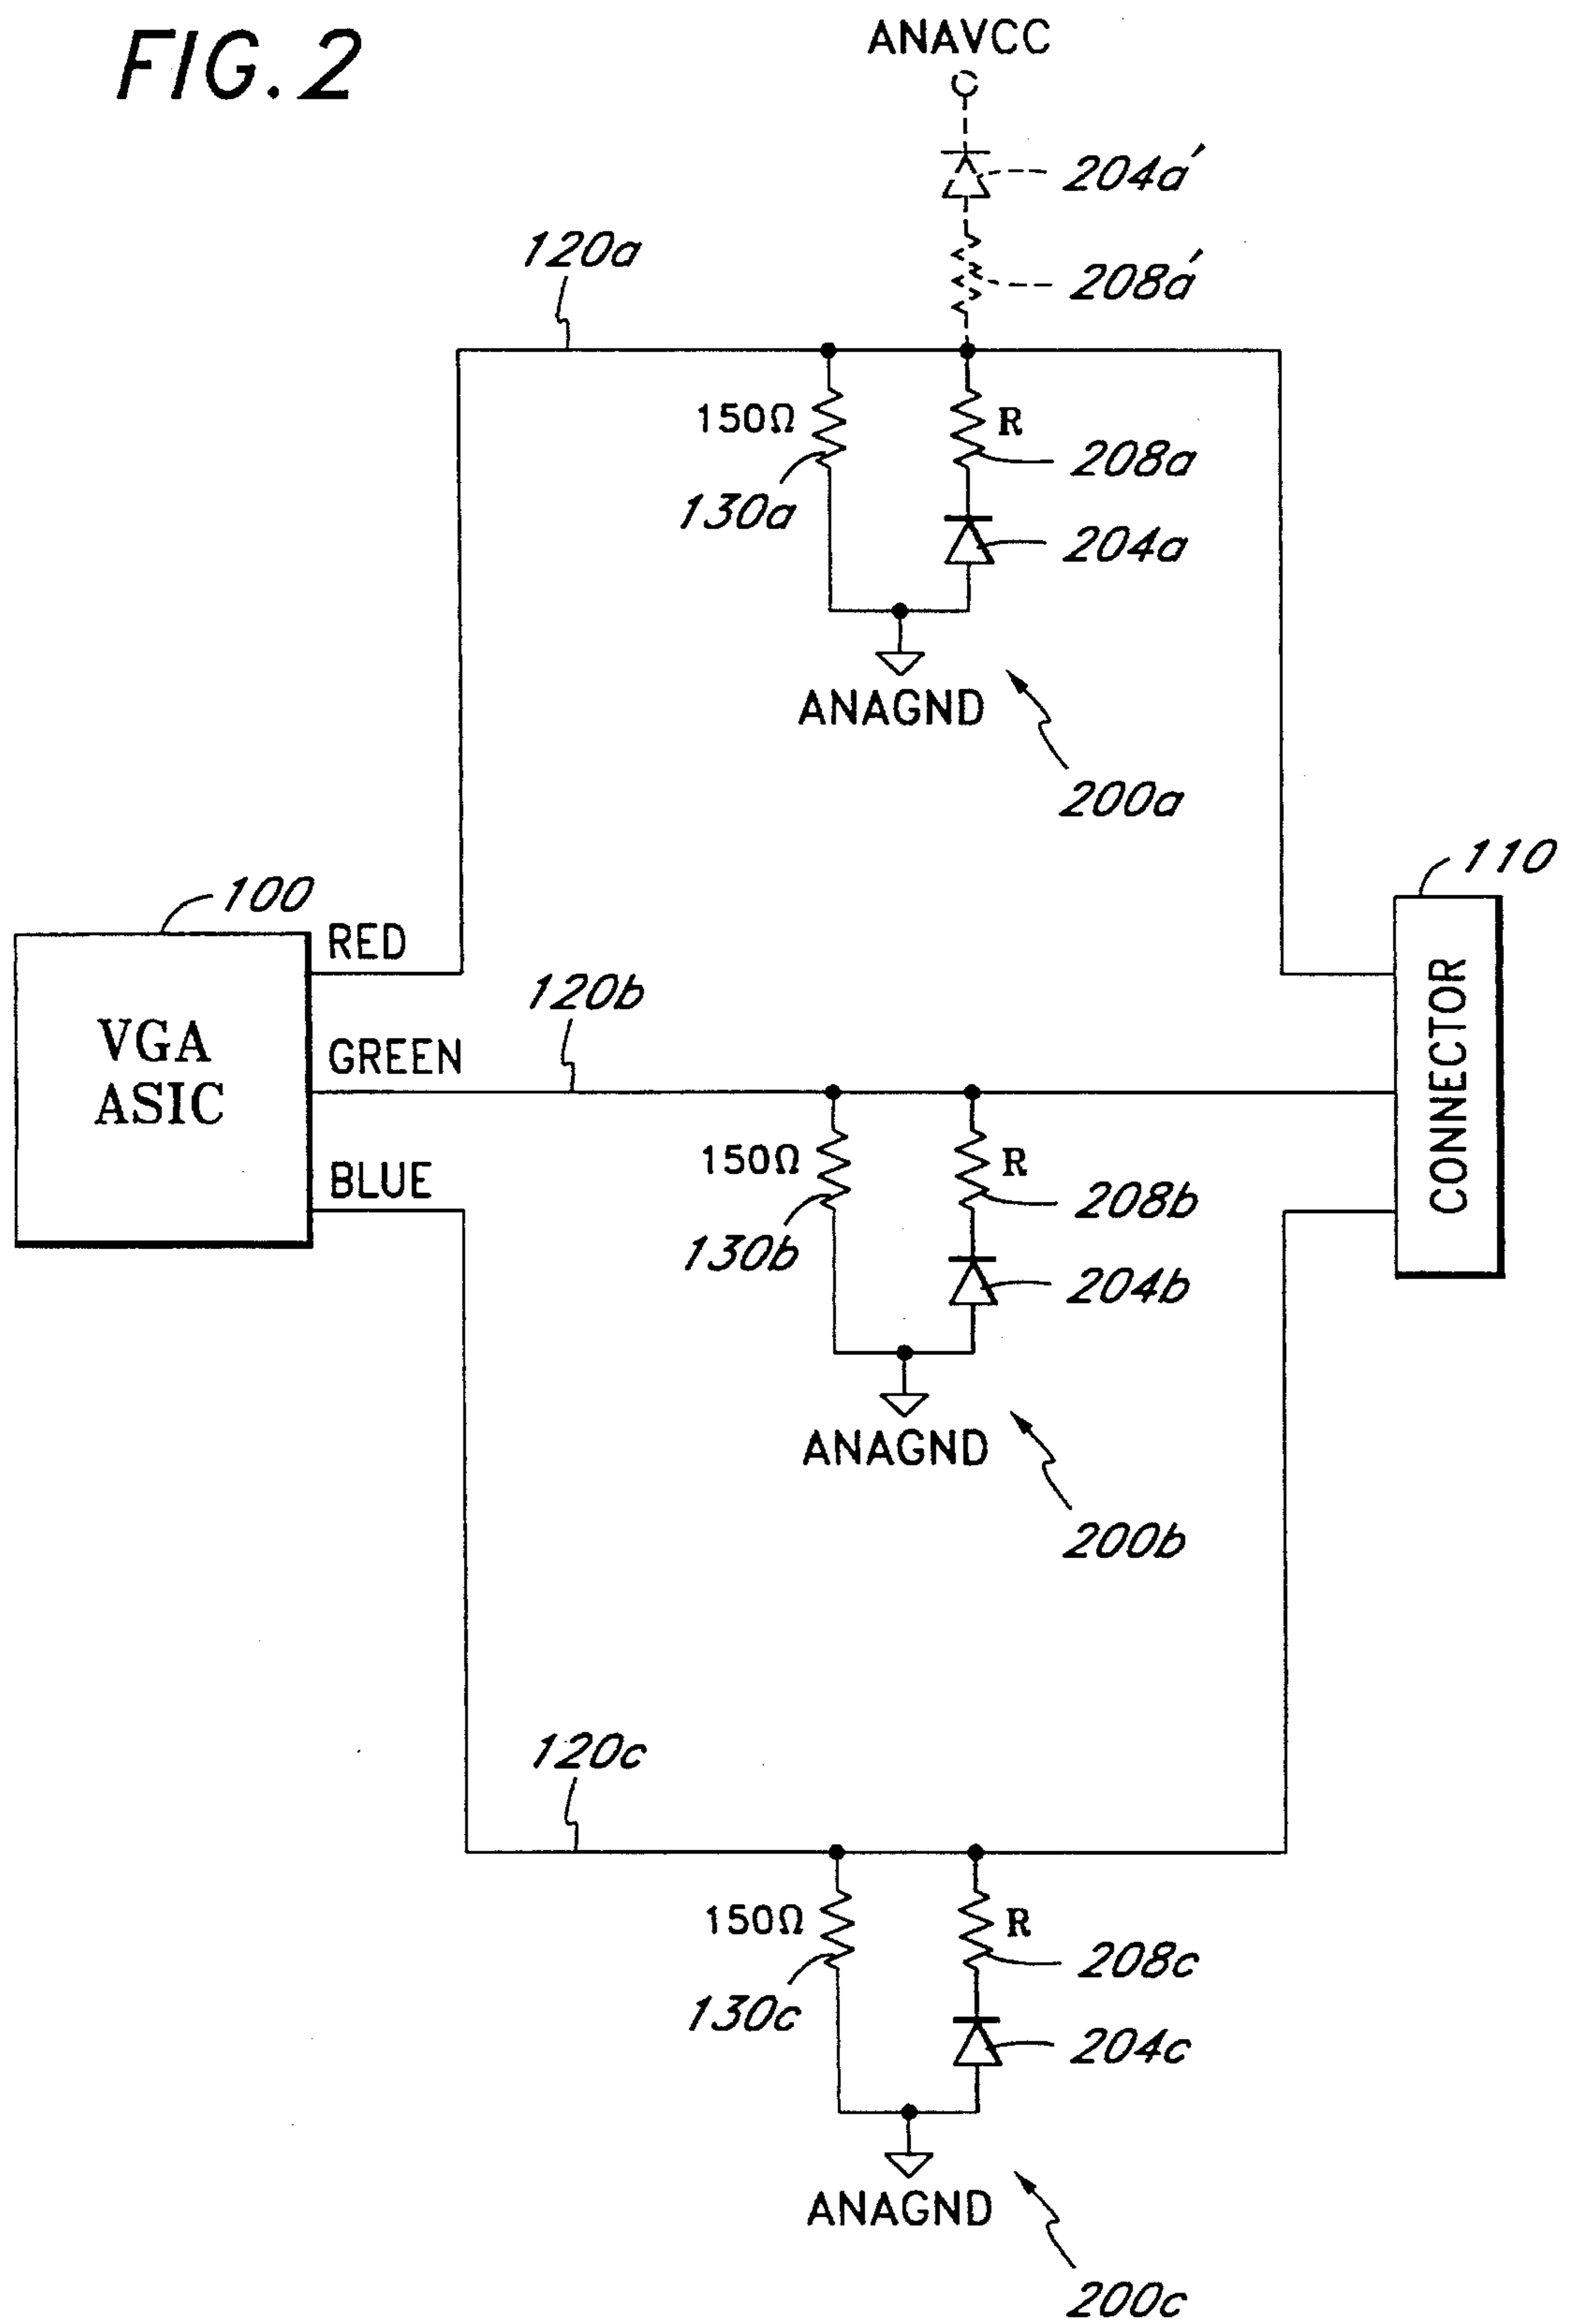 FIG. 2
ANAVCC
204a'
208a'
120a
150Ω
R
208a
130a
204a
ANAGND
200a
110
100
RED
VGA
ASIC
120b
GREEN
CONNECTOR
BLUE
150Ω
R
208b
130b
204b
ANAGND
200b
120c
150Ω
R
208c
130c
204c
ANAGND
200c